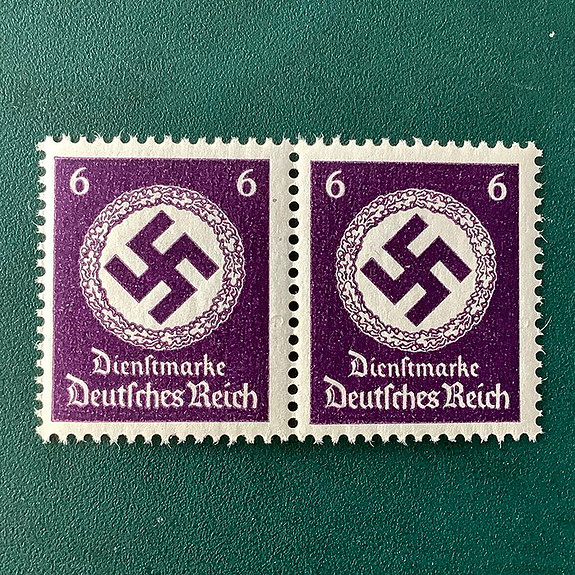 6 6
Dienſtmarke
Deutſches Reich
6 6
Dienſtmarke
Deutſches Reich